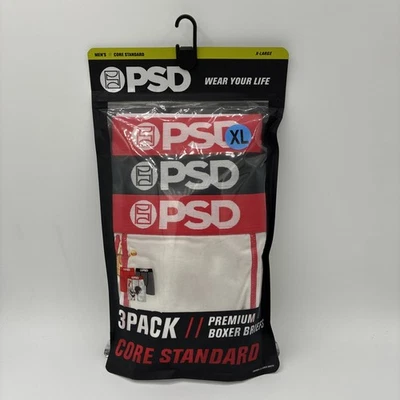 MEN'S // CORE STANDARD
X-LARGE
PSD
WEAR YOUR LIFE
PSD
XL
PSD
PSD
3PACK // PREMIUM
BOXER BRIEFS
CORE STANDARD